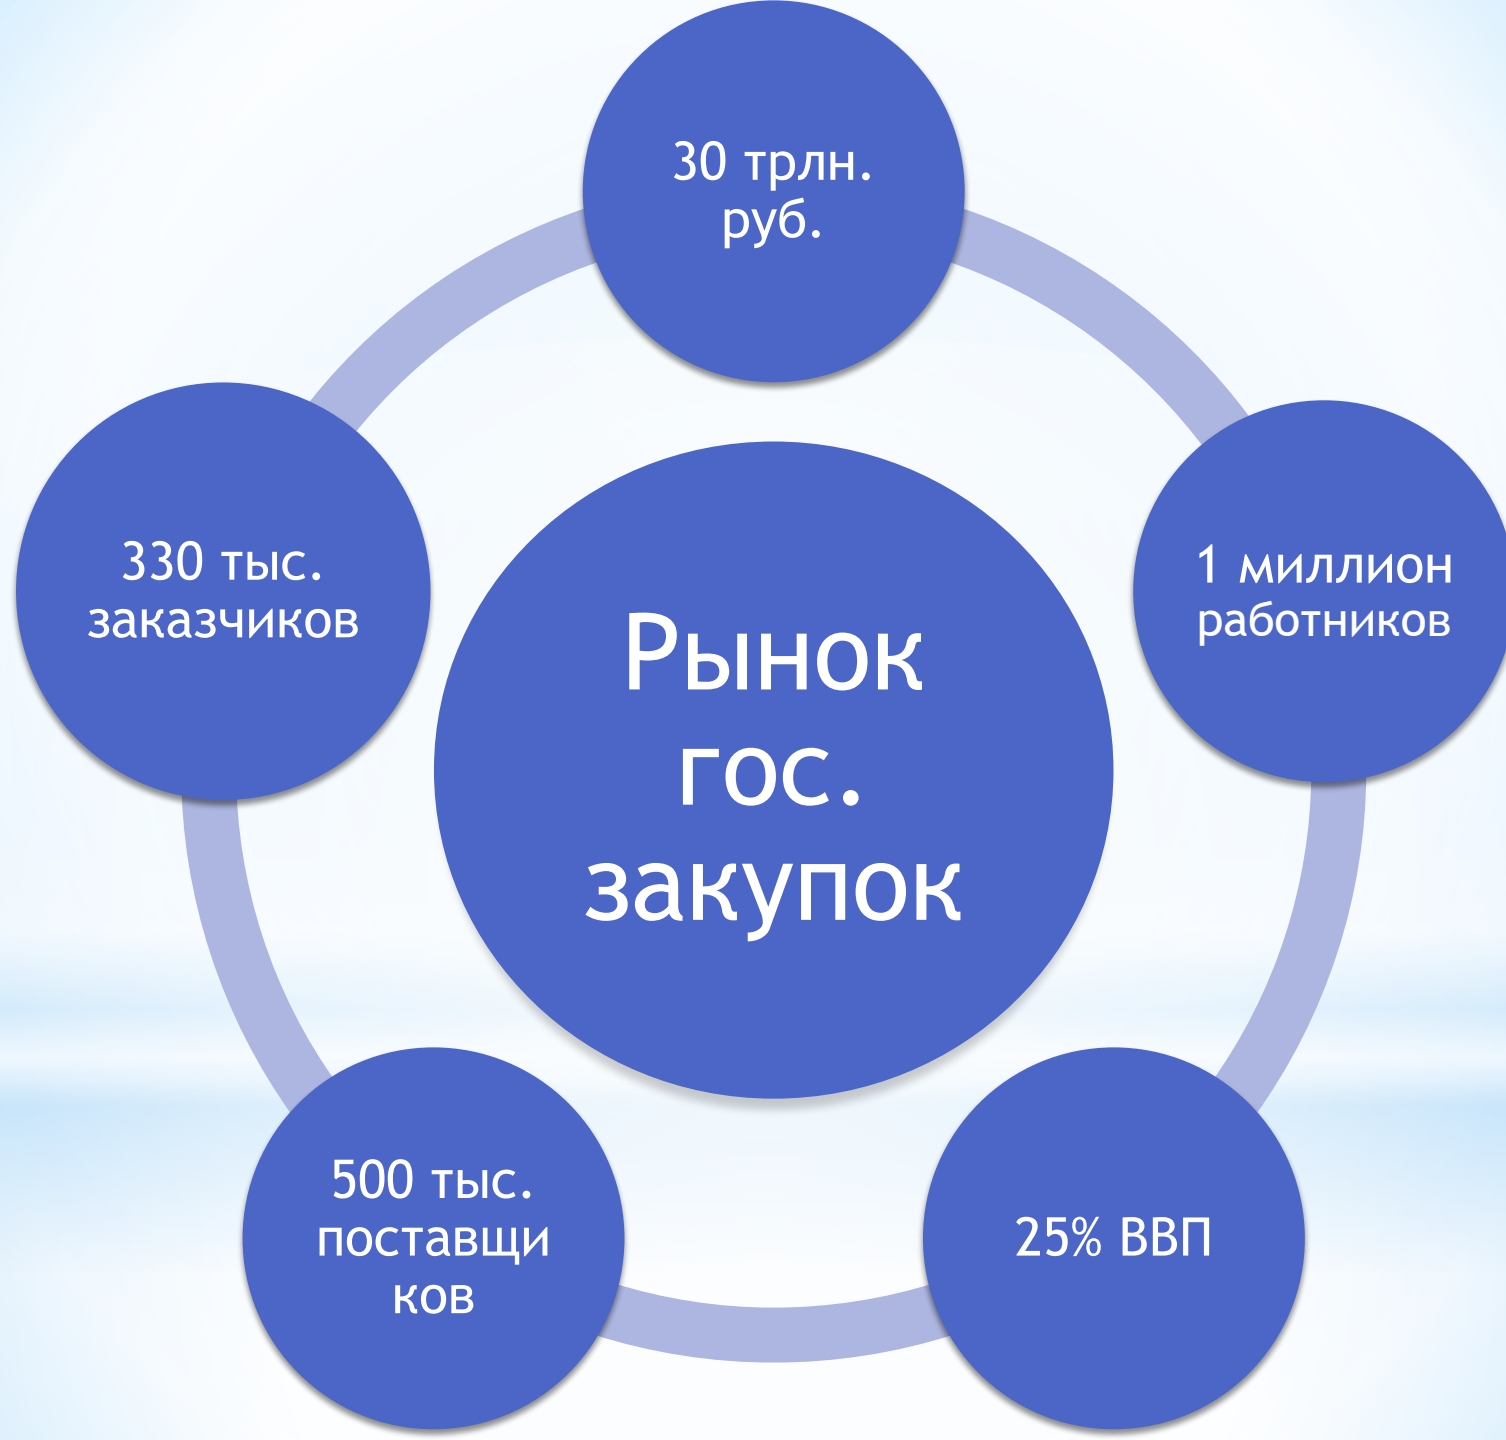 30 трлн.
руб.
1 миллион
работников
25% ВВП
500 тыс.
поставщи
ков
330 тыс.
заказчиков
Рынок
гос.
закупок